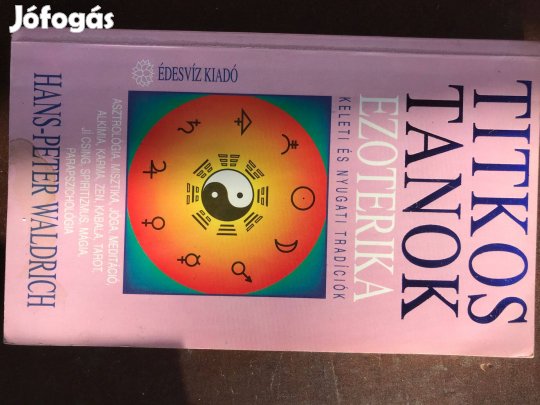 Jófogás
TITKOS
TANOK
EZOTERIKA
KELETI ÉS NYUGATI TRADÍCIÓK
ASZTROLÓGIA, MISZTIKA, JÓGA, MEDITÁCIÓ,
ALKÍMIA, KARMA, ZEN, KABALA, TAROT,
JI CSING, SPIRITIZMUS, MÁGIA,
PARAPSZICHOLÓGIA
HANS-PETER WALDRICH
ÉDESVÍZ KIADÓ